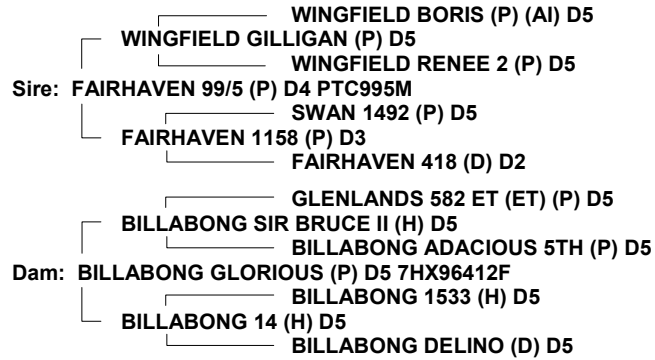 WINGFIELD BORIS (P) (AI) D5
WINGFIELD GILLIGAN (P) D5
WINGFIELD RENEE 2 (P) D5
Sire: FAIRHAVEN 99/5 (P) D4 PTC995M
SWAN 1492 (P) D5
FAIRHAVEN 1158 (P) D3
FAIRHAVEN 418 (D) D2
GLENLANDS 582 ET (ET) (P) D5
BILLABONG SIR BRUCE II (H) D5
BILLABONG ADACIOUS 5TH (P) D5
Dam: BILLABONG GLORIOUS (P) D5 7HX96412F
BILLABONG 1533 (H) D5
BILLABONG 14 (H) D5
BILLABONG DELINO (D) D5